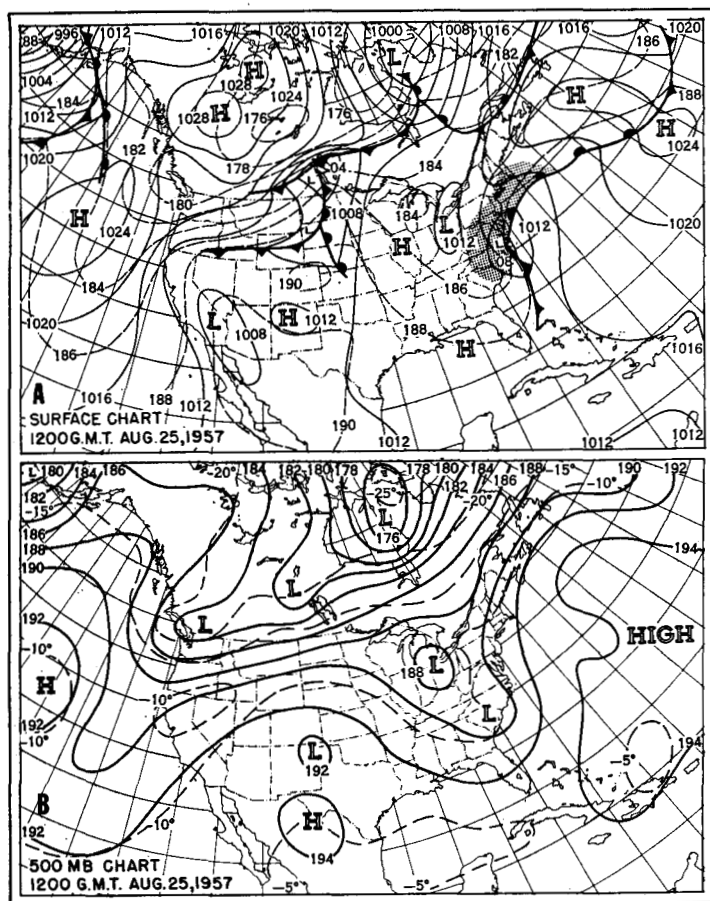 988 996 1012 1016 1020 1012 1000 1008 1016 182 186 1020
1004 184 1028 H 1024 L H 188
1012 1028 H 176 176 H
1020 182 178 184 1024
H 180 04 1008 184 L 1012 1012 1020
1024 H 08
184 190 186
1020 L 1008 H 1012 188 H
186 1016
A 1016 188 1012 190 1012 1012 1012
SURFACE CHART
1200 G.M.T. AUG. 25, 1957
L 180 184 186 -20° 184 182 180 178 178 180 184 188 -15° 190 192
182 -25° 182 186 -10°
-15° L -20°
186 176 194
188
190 L
192 L HIGH
-10° L
H 188
-10° L
192 -5° 194
-10° L
192
B
192 -10° H
194
500 MB CHART
1200 G.M.T. AUG. 25, 1957 -5° -5°